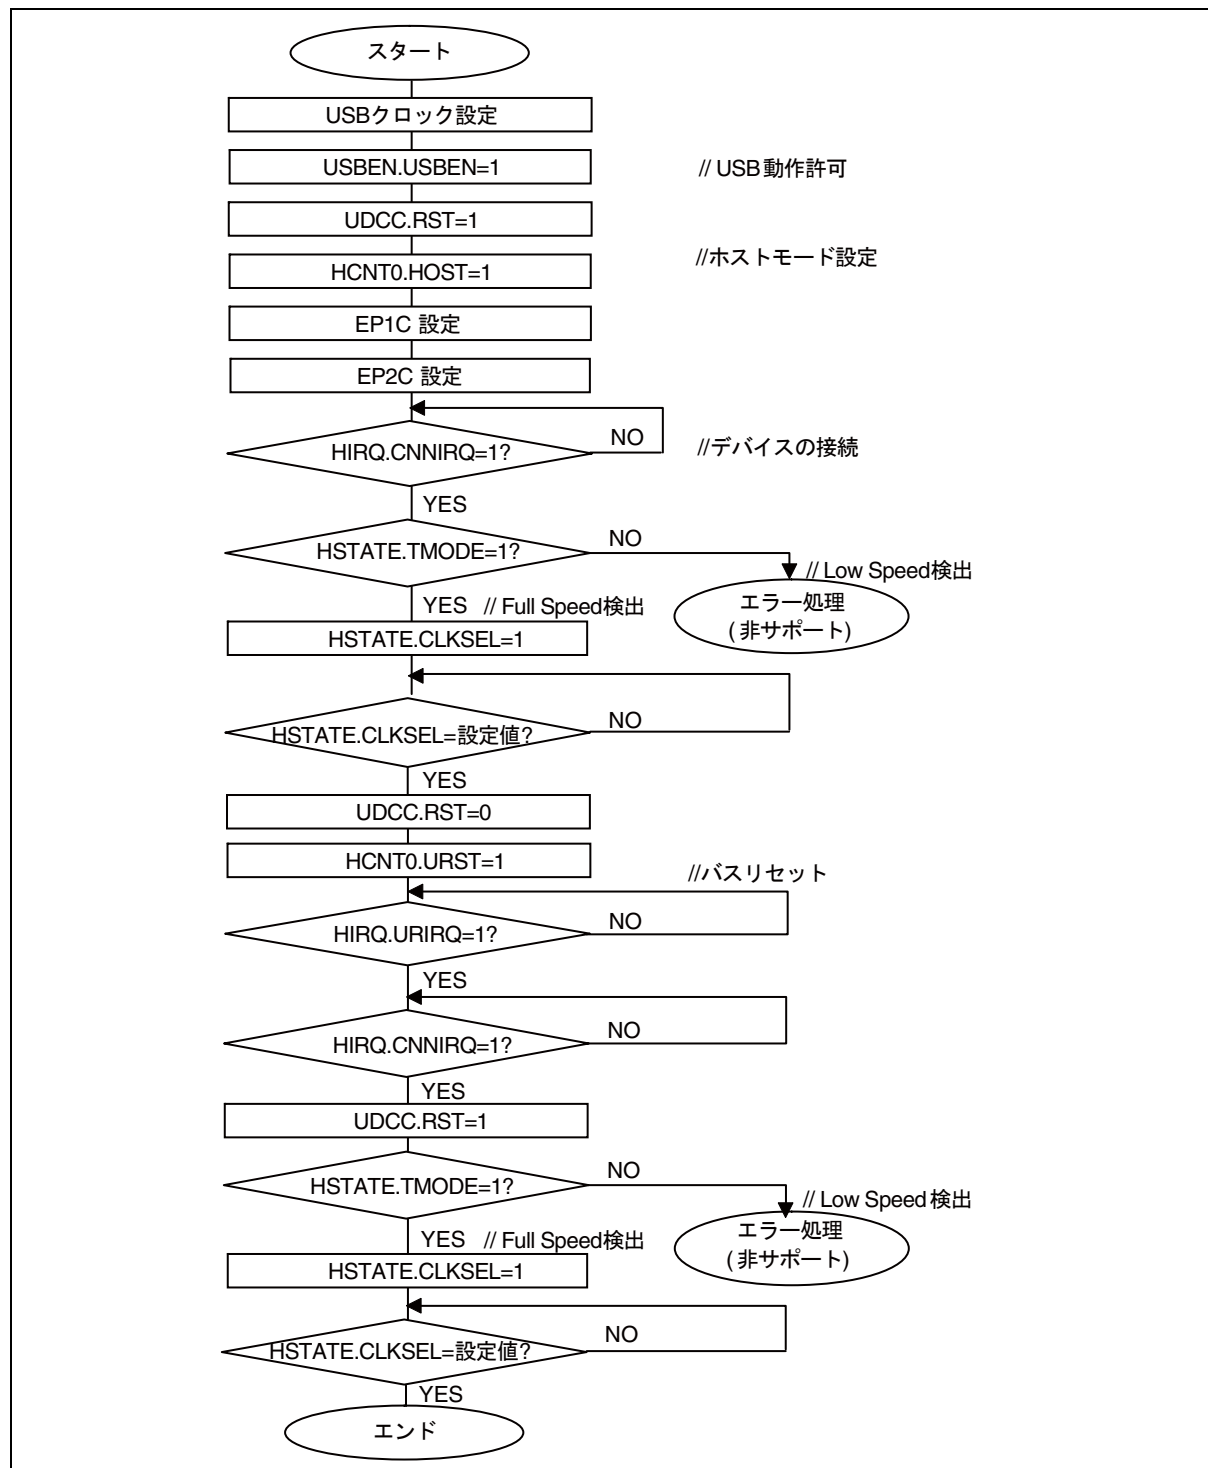 スタート
USBクロック設定
USBEN.USBEN=1
// USB動作許可
UDCC.RST=1
HCNT0.HOST=1
//ホストモード設定
EP1C 設定
EP2C 設定
HIRQ.CNNIRQ=1?
NO
//デバイスの接続
YES
HSTATE.TMODE=1?
NO
// Low Speed検出
エラー処理
(非サポート)
YES // Full Speed検出
HSTATE.CLKSEL=1
HSTATE.CLKSEL=設定値?
NO
YES
UDCC.RST=0
HCNT0.URST=1
//バスリセット
HIRQ.URIRQ=1?
NO
YES
HIRQ.CNNIRQ=1?
NO
YES
UDCC.RST=1
HSTATE.TMODE=1?
NO
// Low Speed検出
エラー処理
(非サポート)
YES // Full Speed検出
HSTATE.CLKSEL=1
HSTATE.CLKSEL=設定値?
NO
YES
エンド